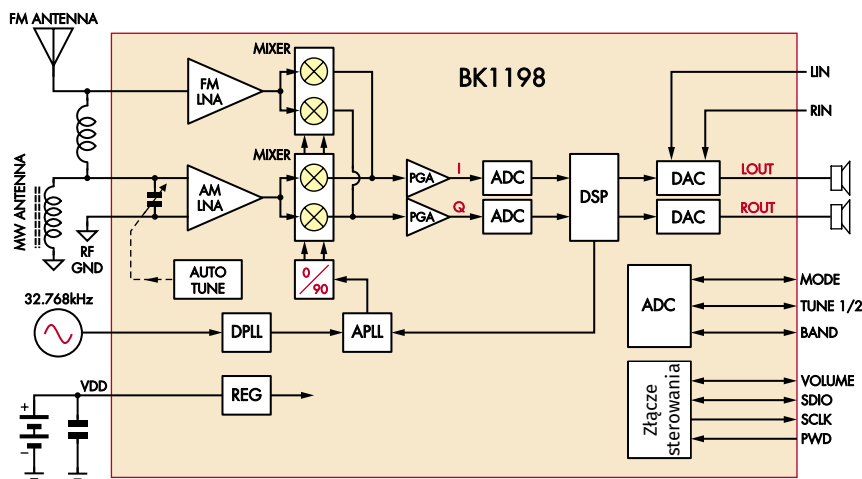 FM ANTENNA
MIXER
BK1198
LIN
FM
LNA
RIN
MIXER
MW ANTENNA
AM
LNA
PGA
I
ADC
DSP
DAC
LOUT
PGA
Q
ADC
DAC
ROUT
RF
GND
AUTO
TUNE
0
90
ADC
MODE
TUNE 1/2
BAND
32.768kHz
DPLL
APLL
VDD
REG
Złącze
sterowania
VOLUME
SDIO
SCLK
PWD
+
−